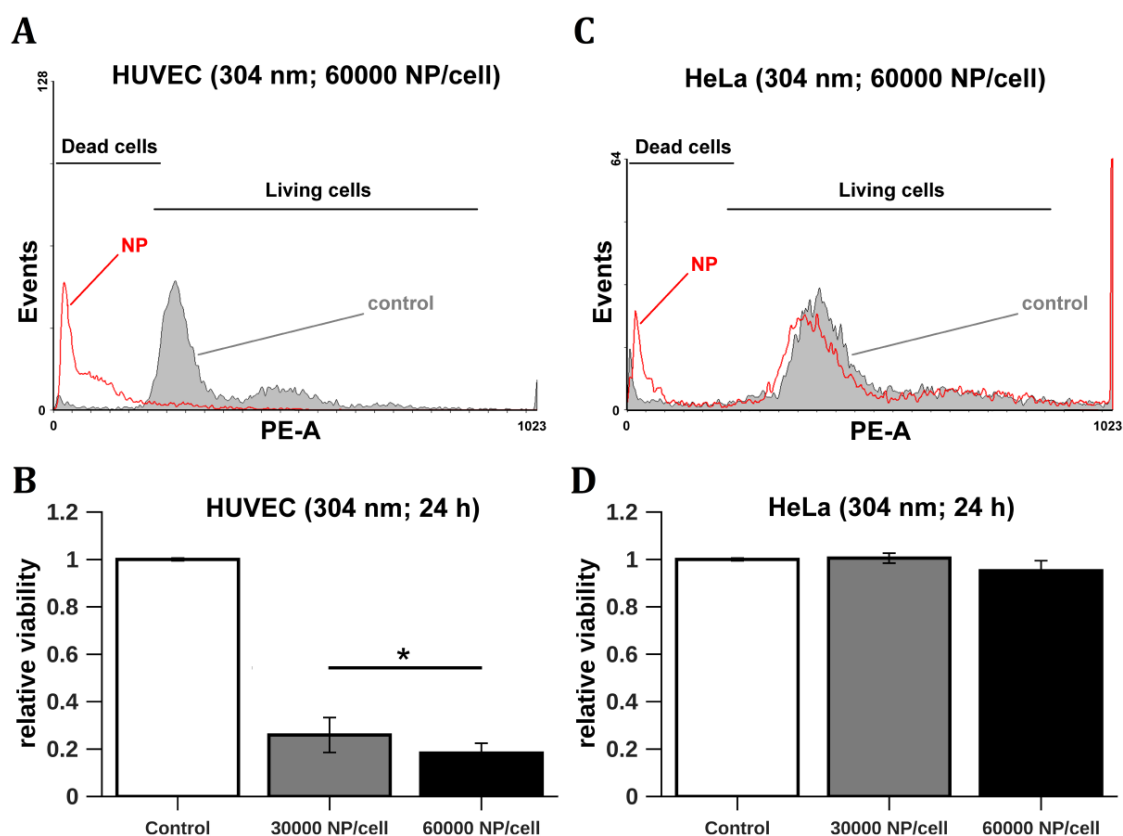 A
HUVEC (304 nm; 60000 NP/cell)
128
Dead cells
Living cells
NP
control
Events
0
0
PE-A
1023
C
HeLa (304 nm; 60000 NP/cell)
64
Dead cells
Living cells
NP
control
Events
0
0
PE-A
1023
B
HUVEC (304 nm; 24 h)
relative viability
1.2
1
0.8
0.6
0.4
0.2
0
*
Control
30000 NP/cell
60000 NP/cell
D
HeLa (304 nm; 24 h)
relative viability
1.2
1
0.8
0.6
0.4
0.2
0
Control
30000 NP/cell
60000 NP/cell